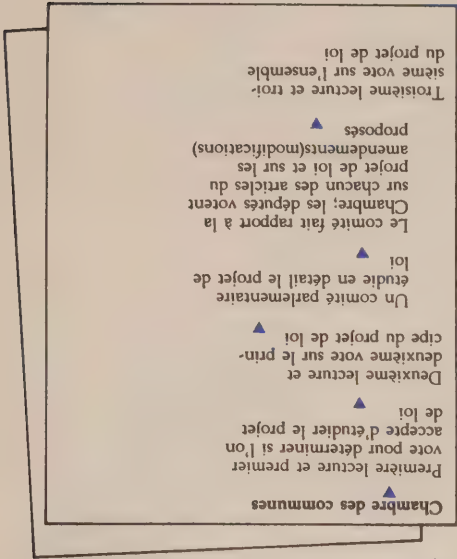 Chambre des communes
Première lecture et premier
vote pour déterminer si l'on
accepte d'étudier le projet
de loi
Deuxième lecture et
deuxième vote sur le prin-
cipe du projet de loi
Un comité parlementaire
étudie en détail le projet de
loi
Le comité fait rapport à la
Chambre; les députés votent
sur chacun des articles du
projet de loi et sur les
amendements(modifications)
proposés
Troisième lecture et troi-
sième vote sur l'ensemble
du projet de loi